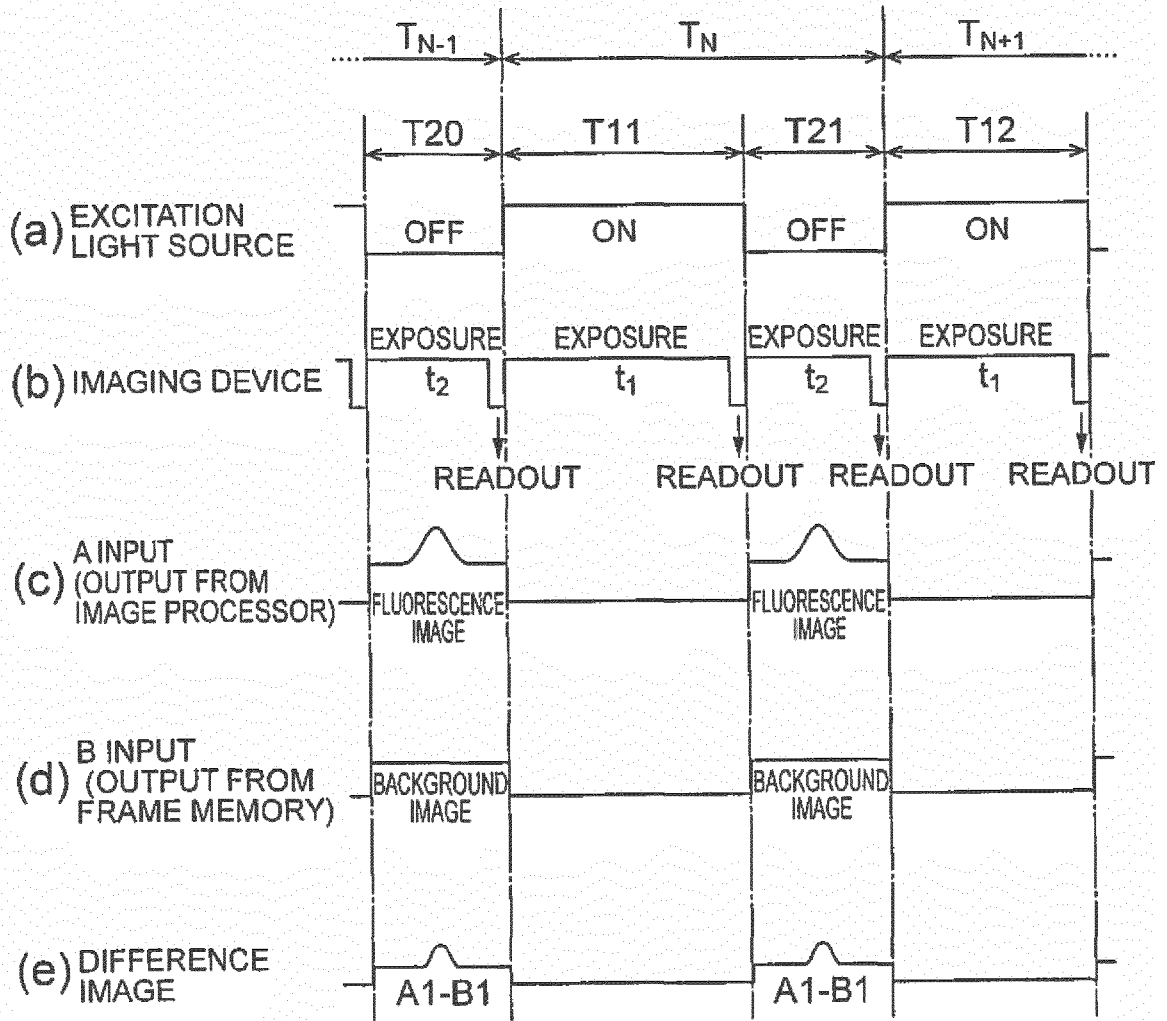 T_N-1 T_N T_N+1
T20 T11 T21 T12
(a) EXCITATION
LIGHT SOURCE
OFF ON OFF ON
EXPOSURE EXPOSURE EXPOSURE EXPOSURE
(b) IMAGING DEVICE
t2 t1 t2 t1
READOUT READOUT READOUT READOUT
(c) A INPUT
(OUTPUT FROM
IMAGE PROCESSOR)
FLUORESCENCE
IMAGE
FLUORESCENCE
IMAGE
(d) B INPUT
(OUTPUT FROM
FRAME MEMORY)
BACKGROUND
IMAGE
BACKGROUND
IMAGE
(e) DIFFERENCE
IMAGE
A1-B1 A1-B1